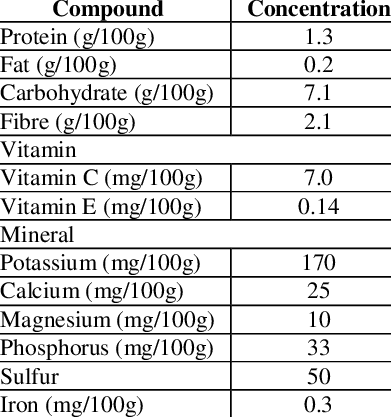 Compound Concentration
Protein (g/100g) 1.3
Fat (g/100g) 0.2
Carbohydrate (g/100g) 7.1
Fibre (g/100g) 2.1
Vitamin
Vitamin C (mg/100g) 7.0
Vitamin E (mg/100g) 0.14
Mineral
Potassium (mg/100g) 170
Calcium (mg/100g) 25
Magnesium (mg/100g) 10
Phosphorus (mg/100g) 33
Sulfur 50
Iron (mg/100g) 0.3